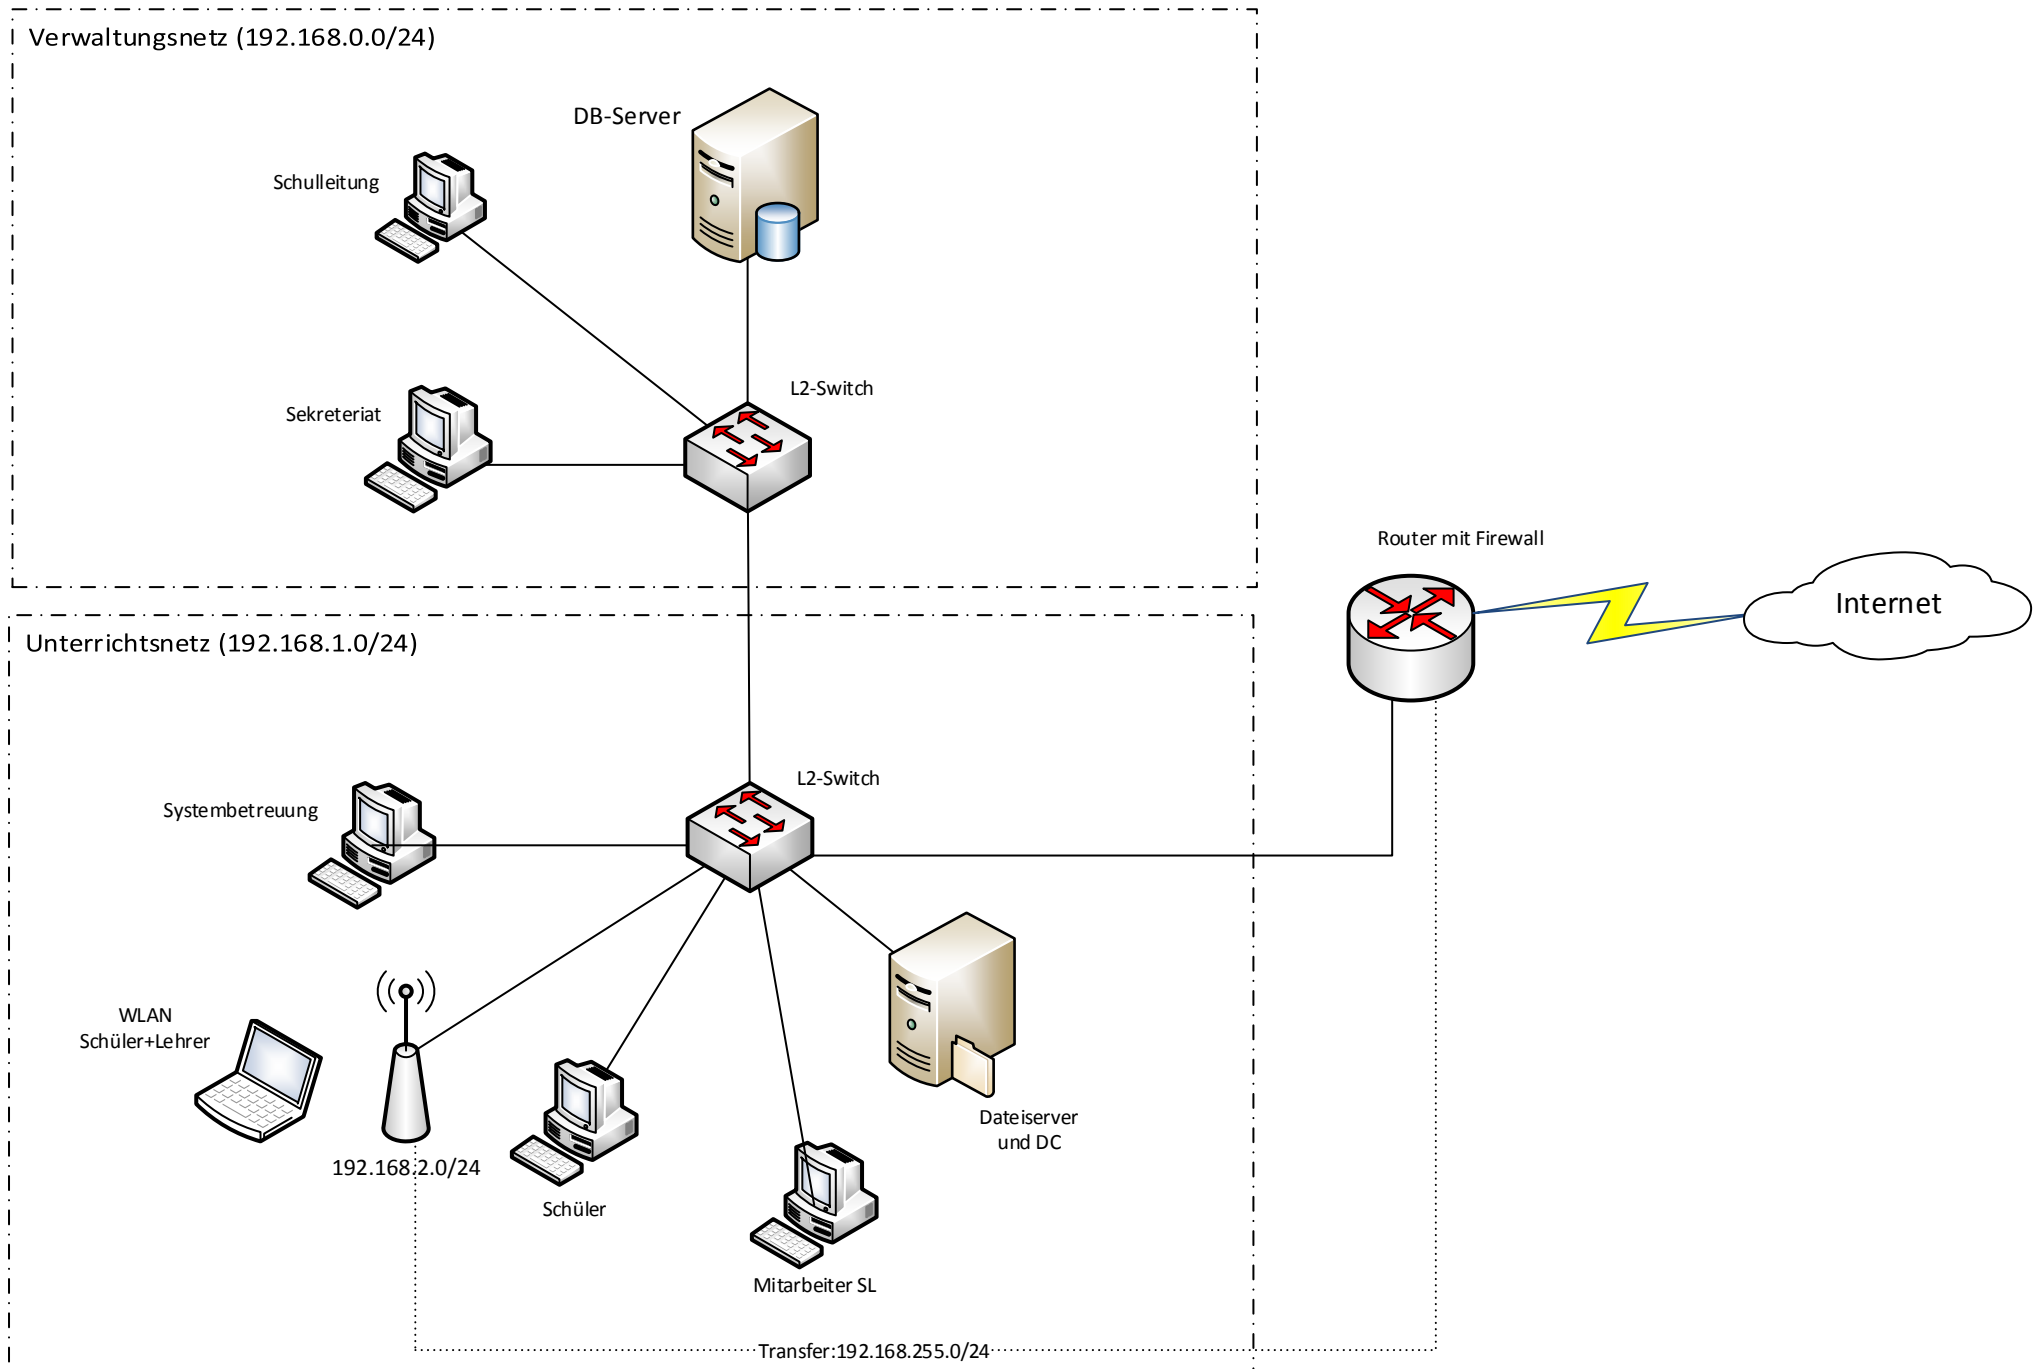 Verwaltungsnetz (192.168.0.0/24)
DB-Server
Schulleitung
L2-Switch
Sekreteriat
Router mit Firewall
Internet
Unterrichtsnetz (192.168.1.0/24)
L2-Switch
Systembetreuung
WLAN
Schüler+Lehrer
192.168.2.0/24
Schüler
Dateiserver
und DC
Mitarbeiter SL
Transfer:192.168.255.0/24